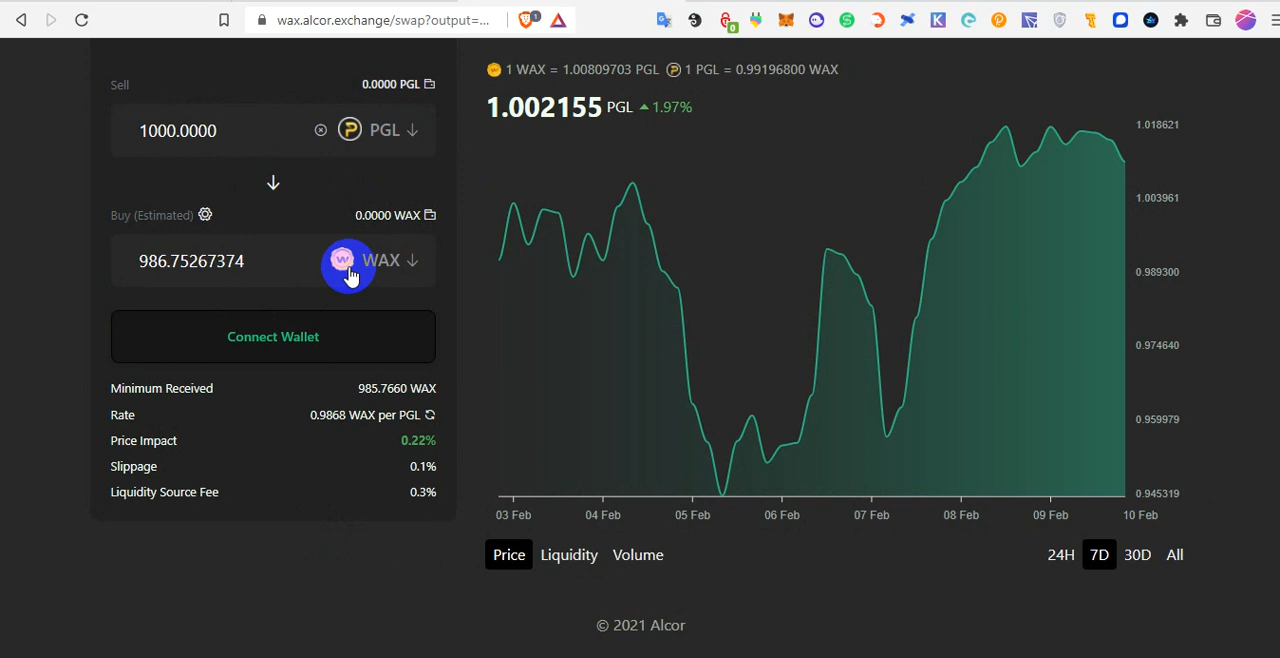 wax.alcor.exchange/swap?output=...
1
0
Sell
0.0000 PGL
1000.0000
PGL
Buy (Estimated)
0.0000 WAX
986.75267374
WAX
Connect Wallet
Minimum Received 985.7660 WAX
Rate 0.9868 WAX per PGL
Price Impact 0.22%
Slippage 0.1%
Liquidity Source Fee 0.3%
1 WAX = 1.00809703 PGL 1 PGL = 0.99196800 WAX
1.002155 PGL 1.97%
1.018621
1.003961
0.989300
0.974640
0.959979
0.945319
03 Feb 04 Feb 05 Feb 06 Feb 07 Feb 08 Feb 09 Feb 10 Feb
Price Liquidity Volume 24H 7D 30D All
© 2021 Alcor